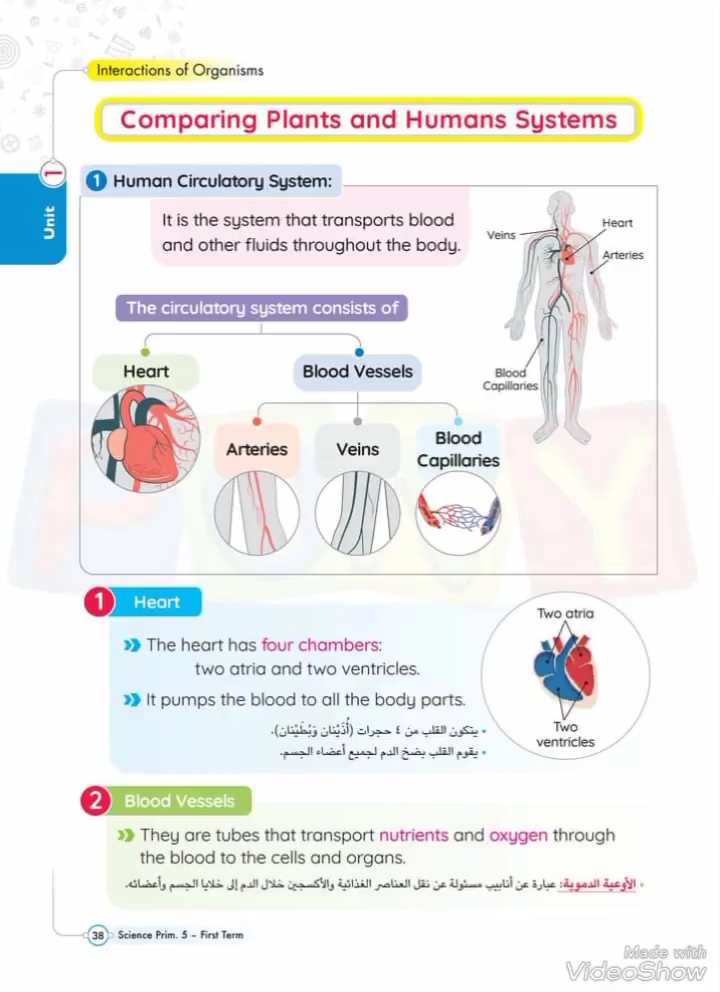 Interactions of Organisms
Comparing Plants and Humans Systems
Unit 1
1 Human Circulatory System:
It is the system that transports blood
and other fluids throughout the body.
Veins
Heart
Arteries
Blood
Capillaries
The circulatory system consists of
Heart
Blood Vessels
Arteries
Veins
Blood
Capillaries
1 Heart
The heart has four chambers:
two atria and two ventricles.
It pumps the blood to all the body parts.
• يتكون القلب من ٤ حجرات (أُذَيْنَان وَبُطَيْنَان).
• يقوم القلب بضخ الدم لجميع أعضاء الجسم.
Two atria
Two
ventricles
2 Blood Vessels
They are tubes that transport nutrients and oxygen through
the blood to the cells and organs.
• الأوعية الدموية: عبارة عن أنابيب مسئولة عن نقل العناصر الغذائية والأكسجين خلال الدم إلى خلايا الجسم وأعضائه.
38 Science Prim. 5 – First Term
Made with
VideoShow